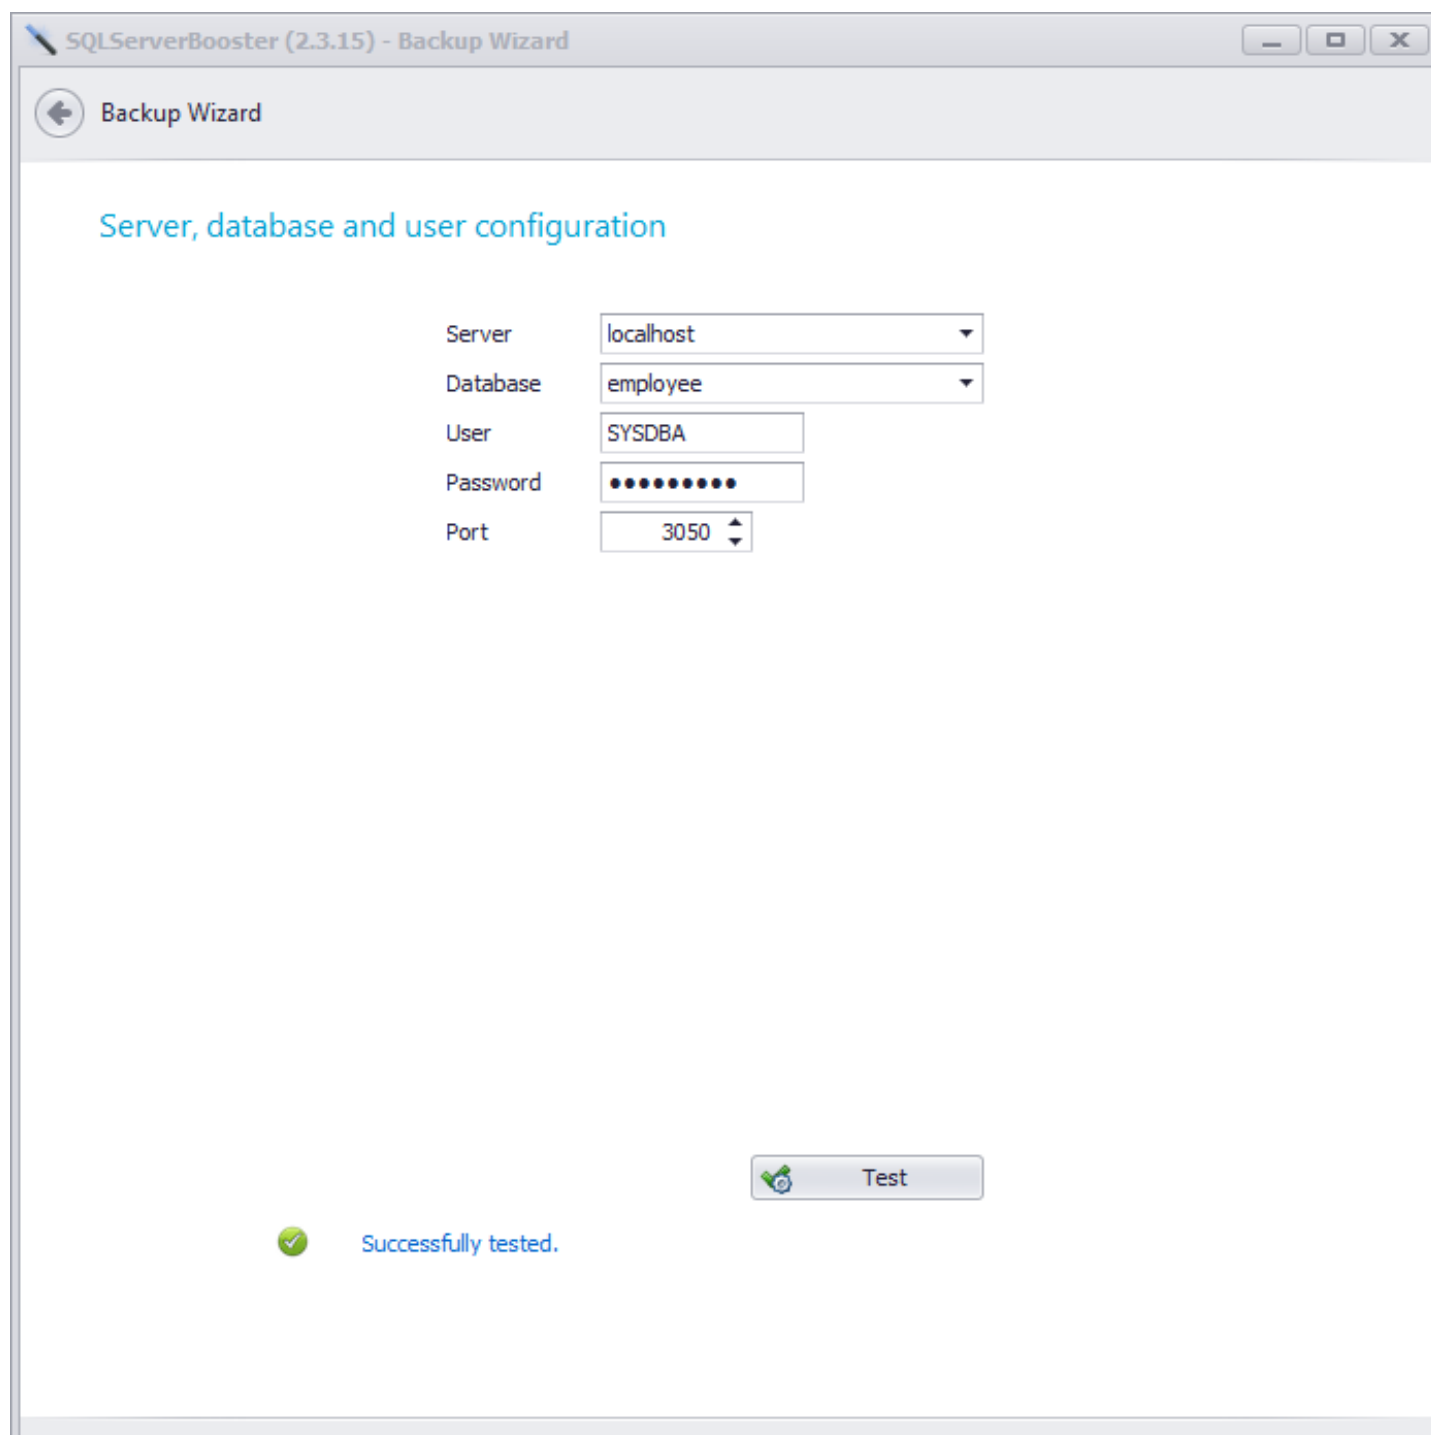 SQLServerBooster (2.3.15) - Backup Wizard
Backup Wizard
Server, database and user configuration
Server localhost
Database employee
User SYSDBA
Password •••••••••
Port 3050
Test
Successfully tested.